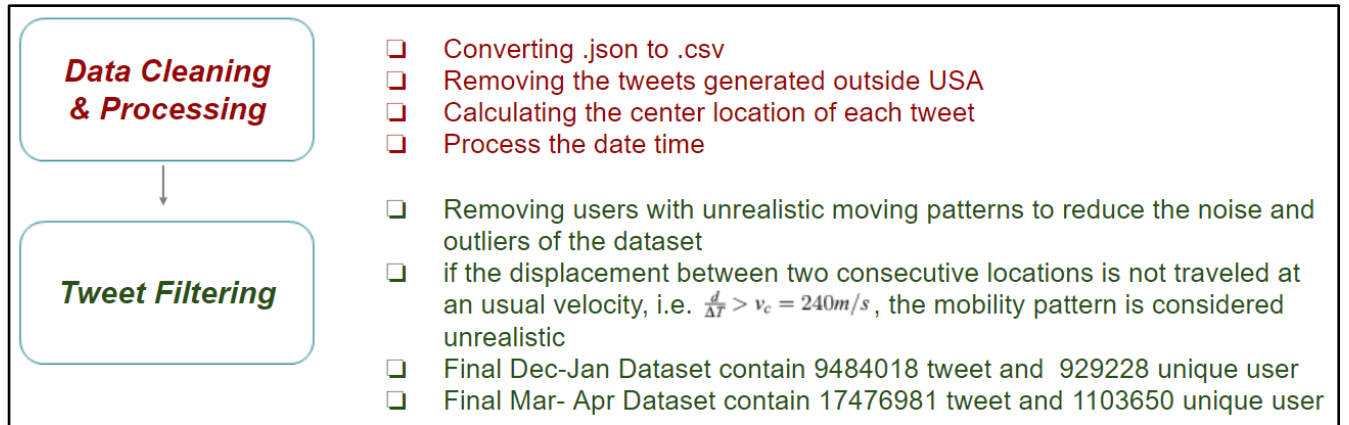 Data Cleaning
& Processing
❏ Converting .json to .csv
❏ Removing the tweets generated outside USA
❏ Calculating the center location of each tweet
❏ Process the date time
Tweet Filtering
❏ Removing users with unrealistic moving patterns to reduce the noise and
outliers of the dataset
❏ if the displacement between two consecutive locations is not traveled at
an usual velocity, i.e. d/ΔT > v_c = 240m/s , the mobility pattern is considered
unrealistic
❏ Final Dec-Jan Dataset contain 9484018 tweet and 929228 unique user
❏ Final Mar- Apr Dataset contain 17476981 tweet and 1103650 unique user